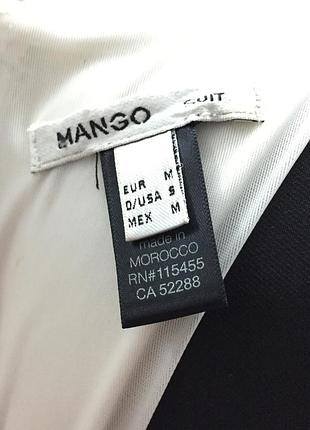 MANGO SUIT
EUR M
D/USA S
MEX M
made in
MOROCCO
RN#115455
CA 52288